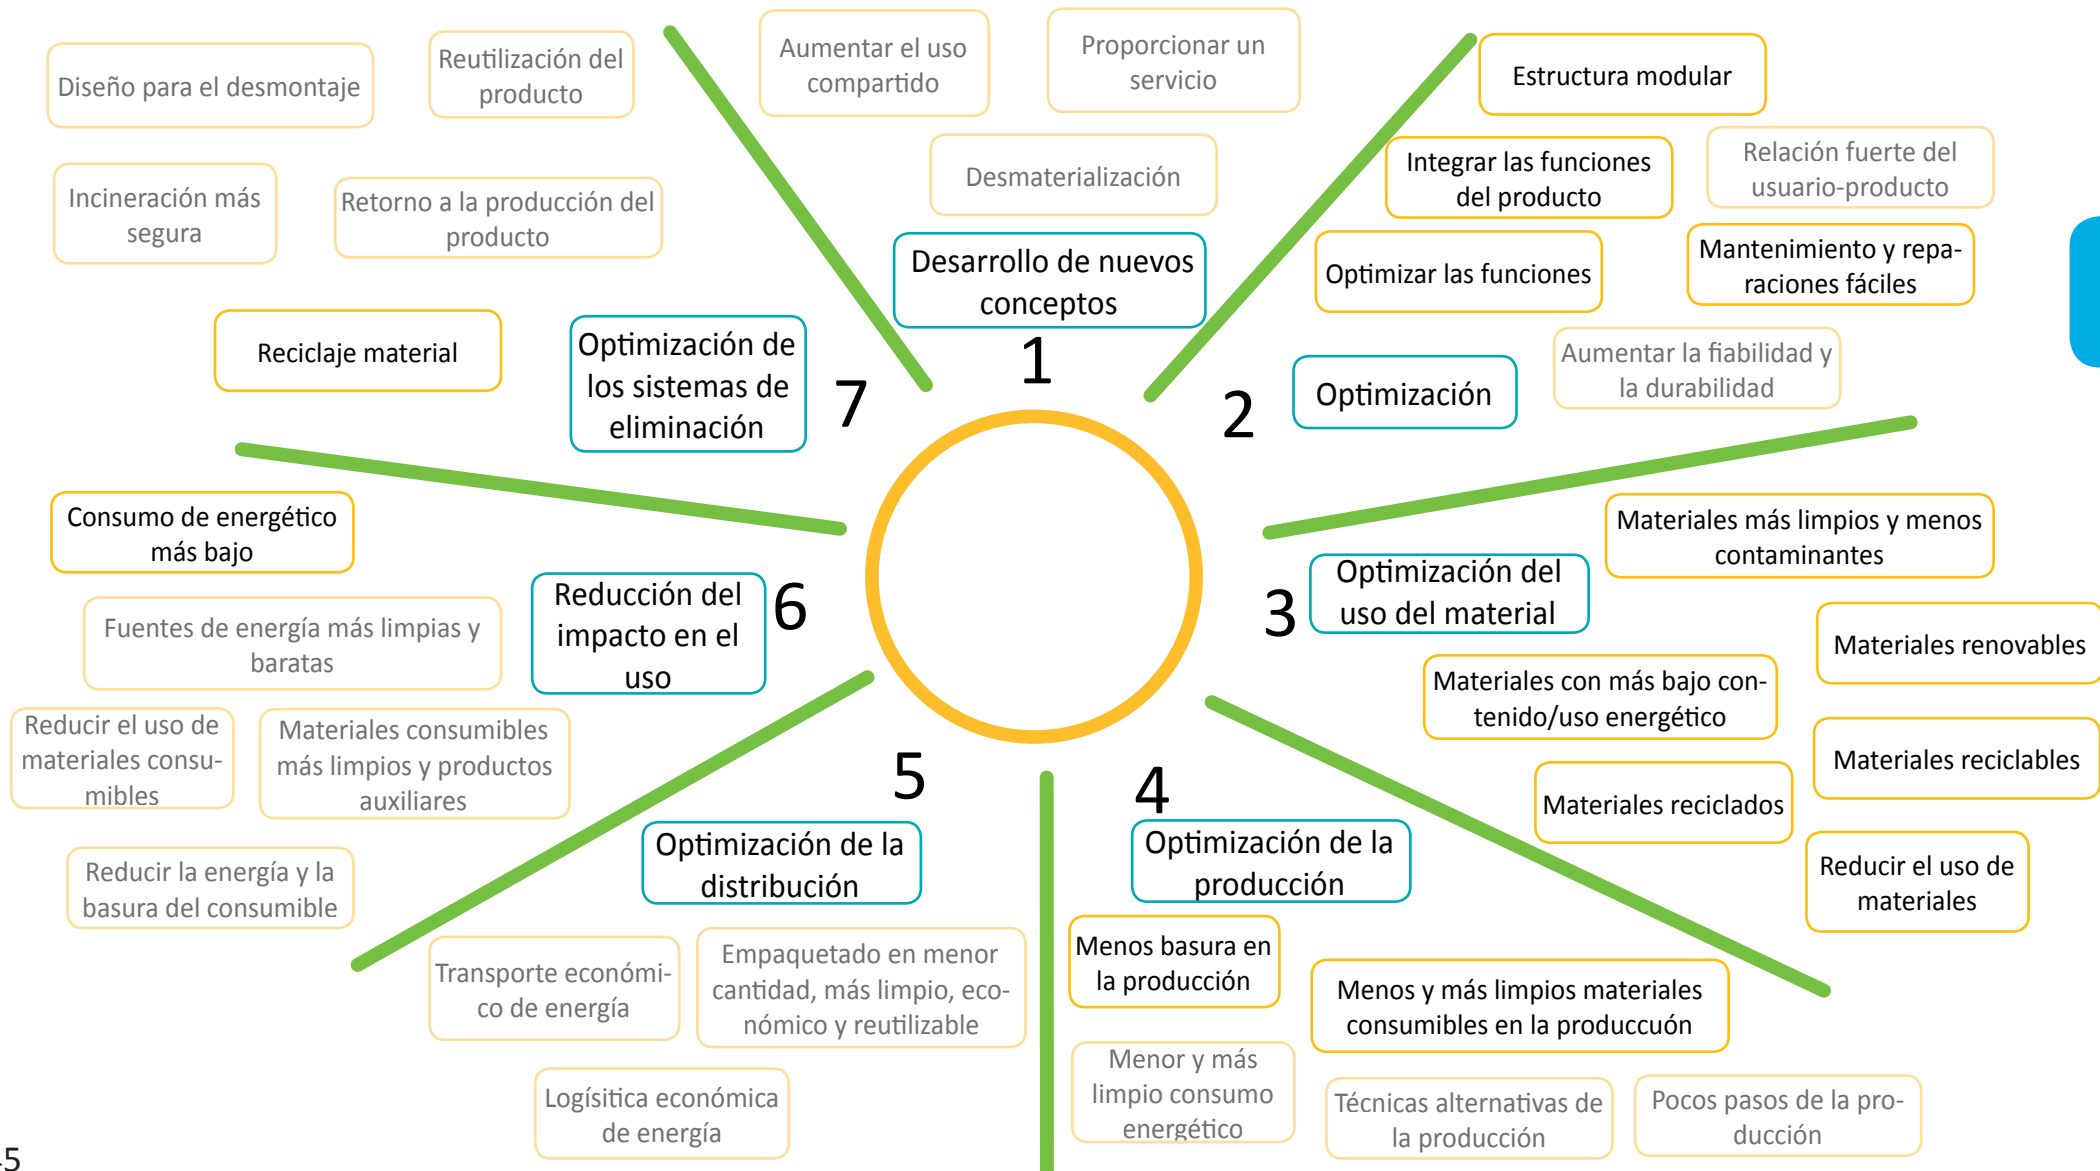 Diseño para el desmontaje
Reutilización del
producto
Incineración más
segura
Retorno a la producción del
producto
Reciclaje material
Optimización de
los sistemas de
eliminación
7
Aumentar el uso
compartido
Proporcionar un
servicio
Desmaterialización
Desarrollo de nuevos
conceptos
1
Estructura modular
Integrar las funciones
del producto
Relación fuerte del
usuario-producto
Optimizar las funciones
Mantenimiento y repa-
raciones fáciles
Aumentar la fiabilidad y
la durabilidad
Optimización
2
Materiales más limpios y menos
contaminantes
Optimización del
uso del material
3
Materiales renovables
Materiales con más bajo con-
tenido/uso energético
Materiales reciclables
Materiales reciclados
Reducir el uso de
materiales
4
Optimización de la
producción
Menos basura en
la producción
Menos y más limpios materiales
consumibles en la produccuón
Menor y más
limpio consumo
energético
Técnicas alternativas de
la producción
Pocos pasos de la pro-
ducción
5
Optimización de la
distribución
Transporte económi-
co de energía
Empaquetado en menor
cantidad, más limpio, eco-
nómico y reutilizable
Logísitica económica
de energía
Consumo de energético
más bajo
Reducción del
impacto en el
uso
6
Fuentes de energía más limpias y
baratas
Reducir el uso de
materiales consu-
mibles
Materiales consumibles
más limpios y productos
auxiliares
Reducir la energía y la
basura del consumible